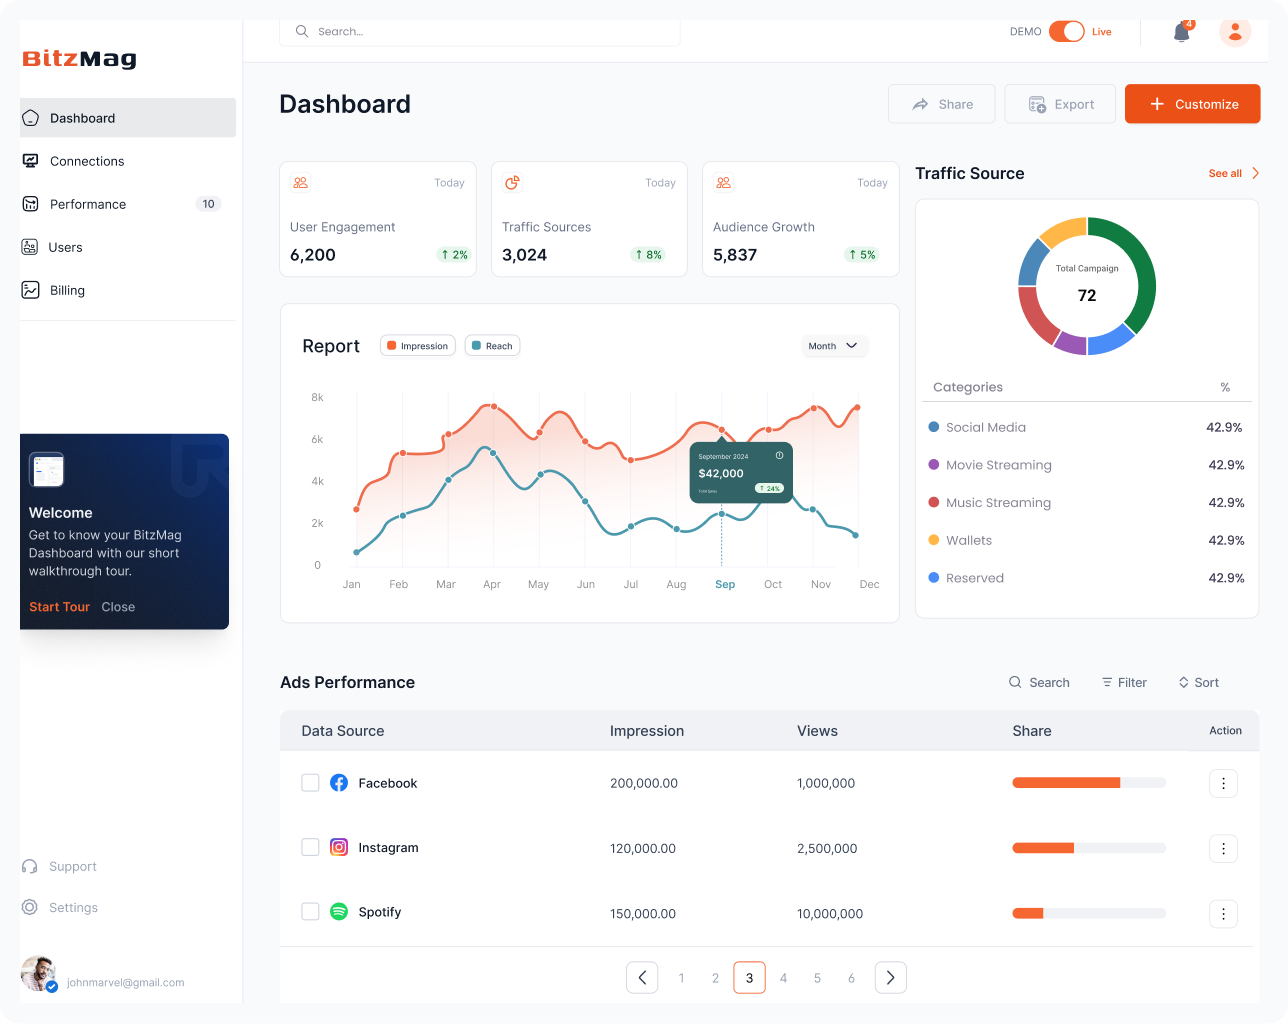 Search...
DEMO
Live
4
BitzMag
Dashboard
Connections
Performance
10
Users
Billing
Welcome
Get to know your BitzMag
Dashboard with our short
walkthrough tour.
Start Tour
Close
Support
Settings
johnmarvel@gmail.com
Dashboard
Share
Export
Customize
Today
User Engagement
6,200
↑ 2%
Today
Traffic Sources
3,024
↑ 8%
Today
Audience Growth
5,837
↑ 5%
Report
Impression
Reach
Month
8k
6k
4k
2k
0
September 2024
$42,000
Total Sales
↑ 24%
Jan
Feb
Mar
Apr
May
Jun
Jul
Aug
Sep
Oct
Nov
Dec
Traffic Source
See all
Total Campaign
72
Categories
%
Social Media
42.9%
Movie Streaming
42.9%
Music Streaming
42.9%
Wallets
42.9%
Reserved
42.9%
Ads Performance
Search
Filter
Sort
Data Source
Impression
Views
Share
Action
Facebook
200,000.00
1,000,000
Instagram
120,000.00
2,500,000
Spotify
150,000.00
10,000,000
1
2
3
4
5
6